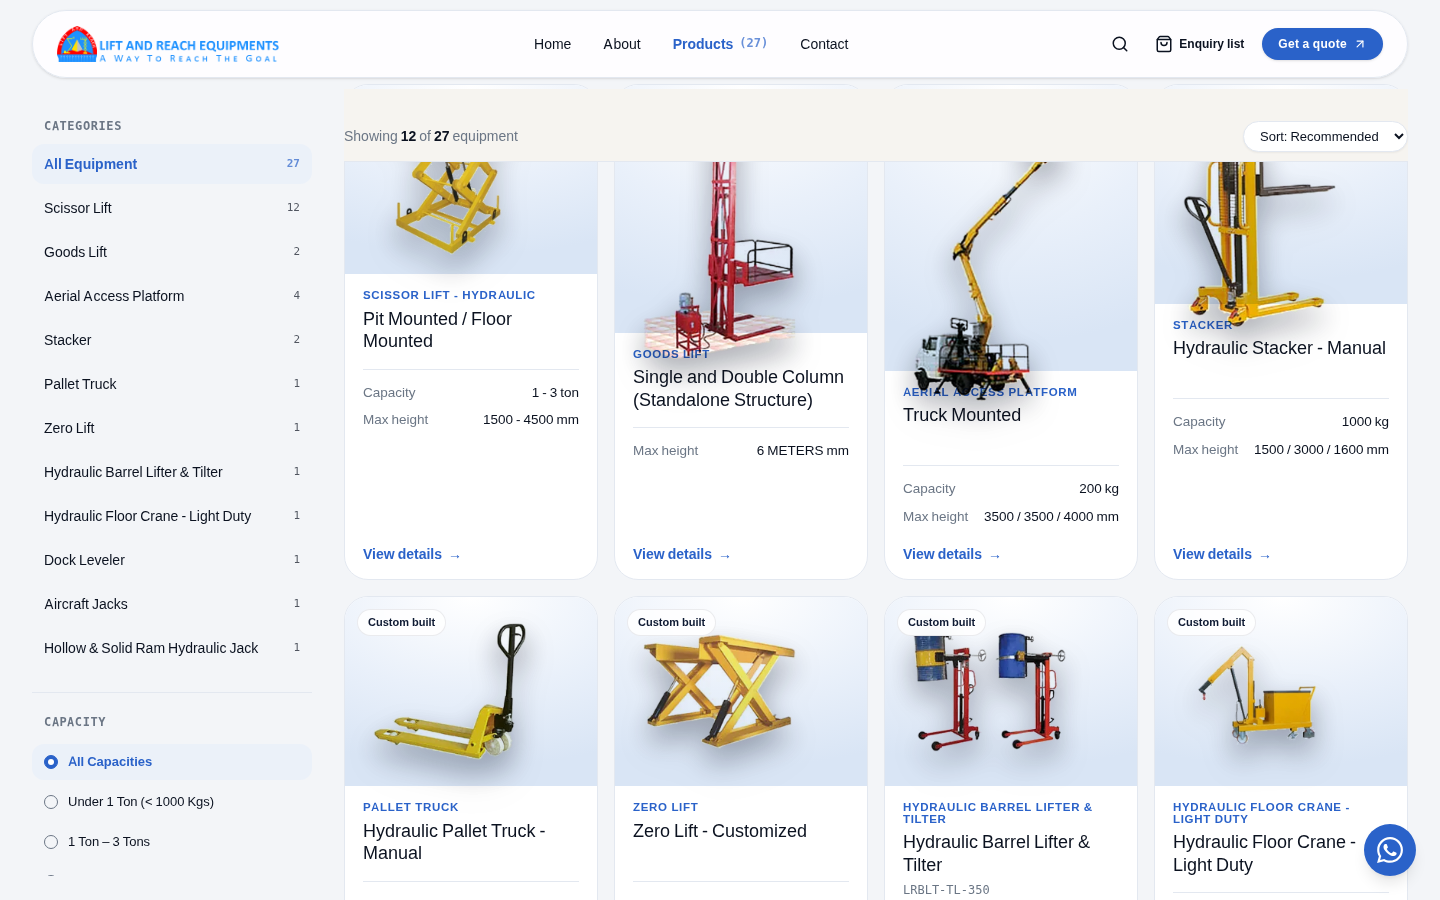 LIFT AND REACH EQUIPMENTS
A WAY TO REACH THE GOAL
Home
About
Products (27)
Contact
Enquiry list
Get a quote
CATEGORIES
All Equipment 27
Scissor Lift 12
Goods Lift 2
Aerial Access Platform 4
Stacker 2
Pallet Truck 1
Zero Lift 1
Hydraulic Barrel Lifter & Tilter 1
Hydraulic Floor Crane - Light Duty 1
Dock Leveler 1
Aircraft Jacks 1
Hollow & Solid Ram Hydraulic Jack 1
CAPACITY
All Capacities
Under 1 Ton (< 1000 Kgs)
1 Ton – 3 Tons
Showing 12 of 27 equipment
Sort: Recommended
SCISSOR LIFT - HYDRAULIC
Pit Mounted / Floor
Mounted
Capacity 1 - 3 ton
Max height 1500 - 4500 mm
View details →
GOODS LIFT
Single and Double Column
(Standalone Structure)
Max height 6 METERS mm
View details →
AERIAL ACCESS PLATFORM
Truck Mounted
Capacity 200 kg
Max height 3500 / 3500 / 4000 mm
View details →
STACKER
Hydraulic Stacker - Manual
Capacity 1000 kg
Max height 1500 / 3000 / 1600 mm
View details →
Custom built
PALLET TRUCK
Hydraulic Pallet Truck -
Manual
Custom built
ZERO LIFT
Zero Lift - Customized
Custom built
HYDRAULIC BARREL LIFTER &
TILTER
Hydraulic Barrel Lifter &
Tilter
LRBLT-TL-350
Custom built
HYDRAULIC FLOOR CRANE -
LIGHT DUTY
Hydraulic Floor Crane -
Light Duty